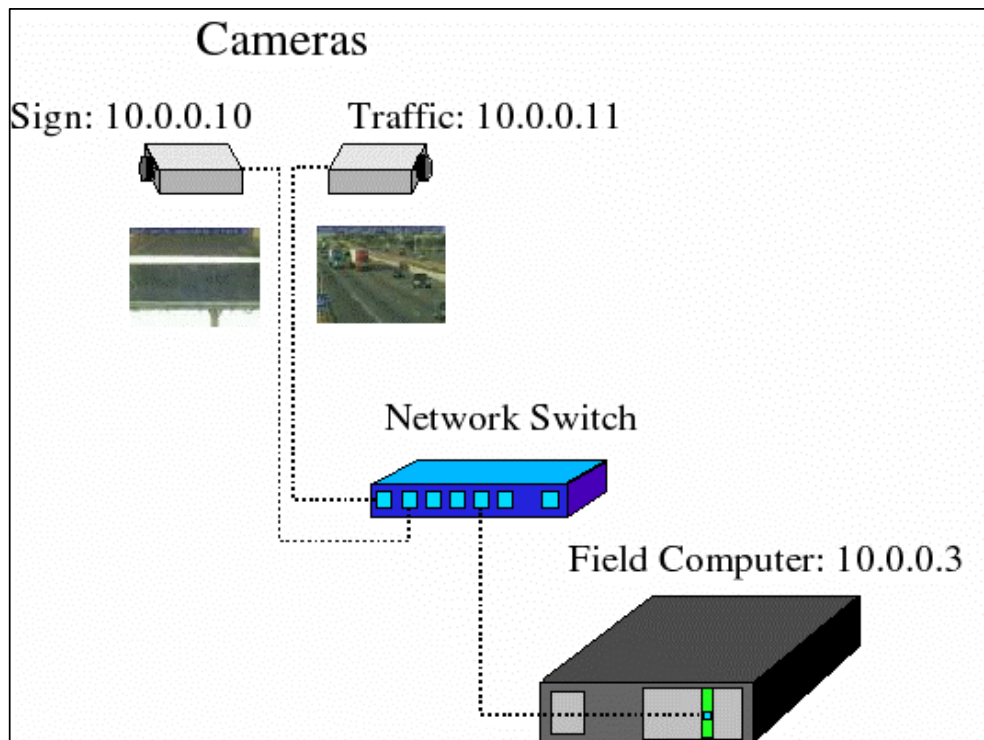 Cameras
Sign: 10.0.0.10
Traffic: 10.0.0.11
Network Switch
Field Computer: 10.0.0.3